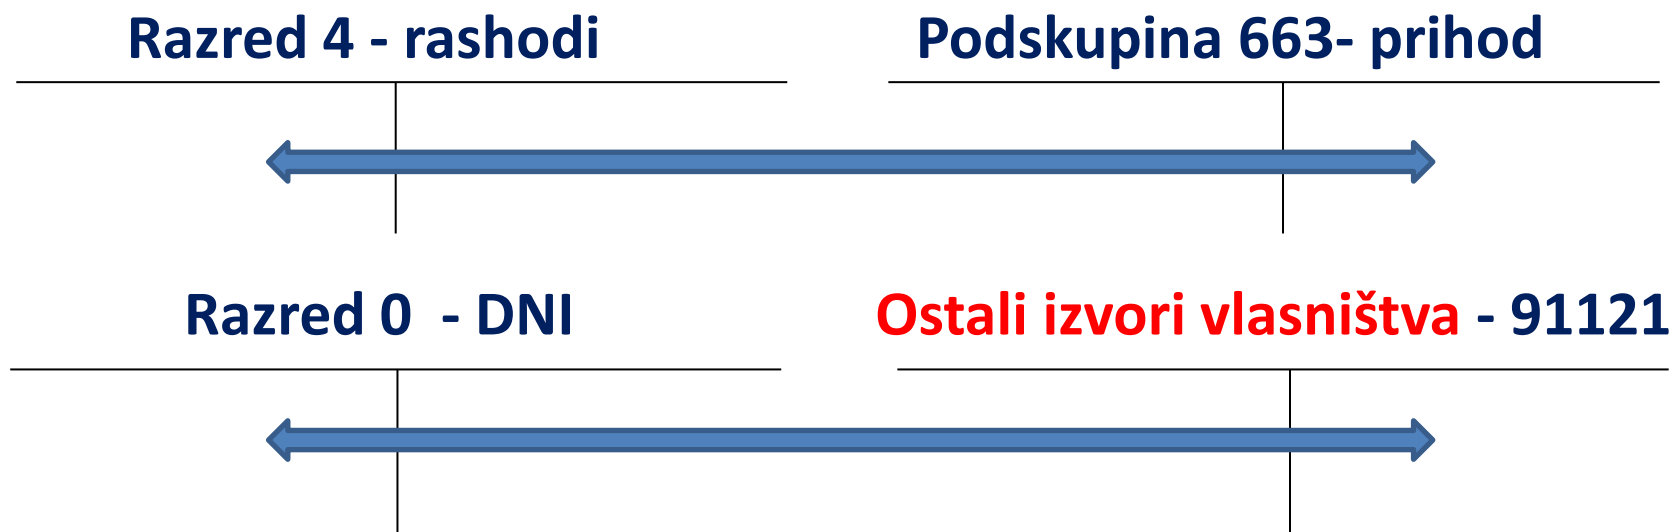 Razred 4 - rashodi
Podskupina 663- prihod
Razred 0 - DNI
Ostali izvori vlasništva - 91121